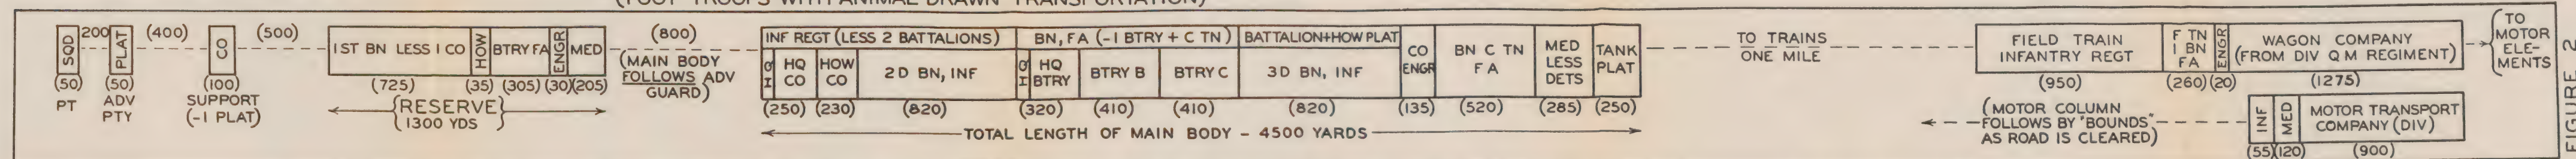 (FOOT TROOPS WITH ANIMAL DRAWN TRANSPORTATION)
SQD
(50)
PT
200
PLAT
(50)
ADV
PTY
(400)
CO
(100)
SUPPORT
(-1 PLAT)
(500)
1ST BN LESS 1 CO
(725)
HOW
(35)
BTRY FA
(305)
ENGR
(30)
MED
(205)
{RESERVE}
1300 YDS
(800)
(MAIN BODY
FOLLOWS ADV
GUARD)
INF REGT (LESS 2 BATTALIONS)
HQ
HQ
CO
(250)
HOW
CO
(230)
2D BN, INF
(820)
BN, FA (-1 BTRY + C TN)
HQ
HQ
BTRY
(320)
BTRY B
(410)
BTRY C
(410)
BATTALION+HOW PLAT
3D BN, INF
(820)
CO
ENGR
(135)
BN C TN
F A
(520)
MED
LESS
DETS
(285)
TANK
PLAT
(250)
TOTAL LENGTH OF MAIN BODY - 4500 YARDS
TO TRAINS
ONE MILE
FIELD TRAIN
INFANTRY REGT
(950)
F TN
1 BN
FA
(260)
ENGR
(20)
WAGON COMPANY
(FROM DIV Q M REGIMENT)
(1275)
TO
MOTOR
ELE-
MENTS
(MOTOR COLUMN
FOLLOWS BY "BOUNDS"
AS ROAD IS CLEARED)
INF
(55)
MED
(120)
MOTOR TRANSPORT
COMPANY (DIV)
(900)
FIGURE 2